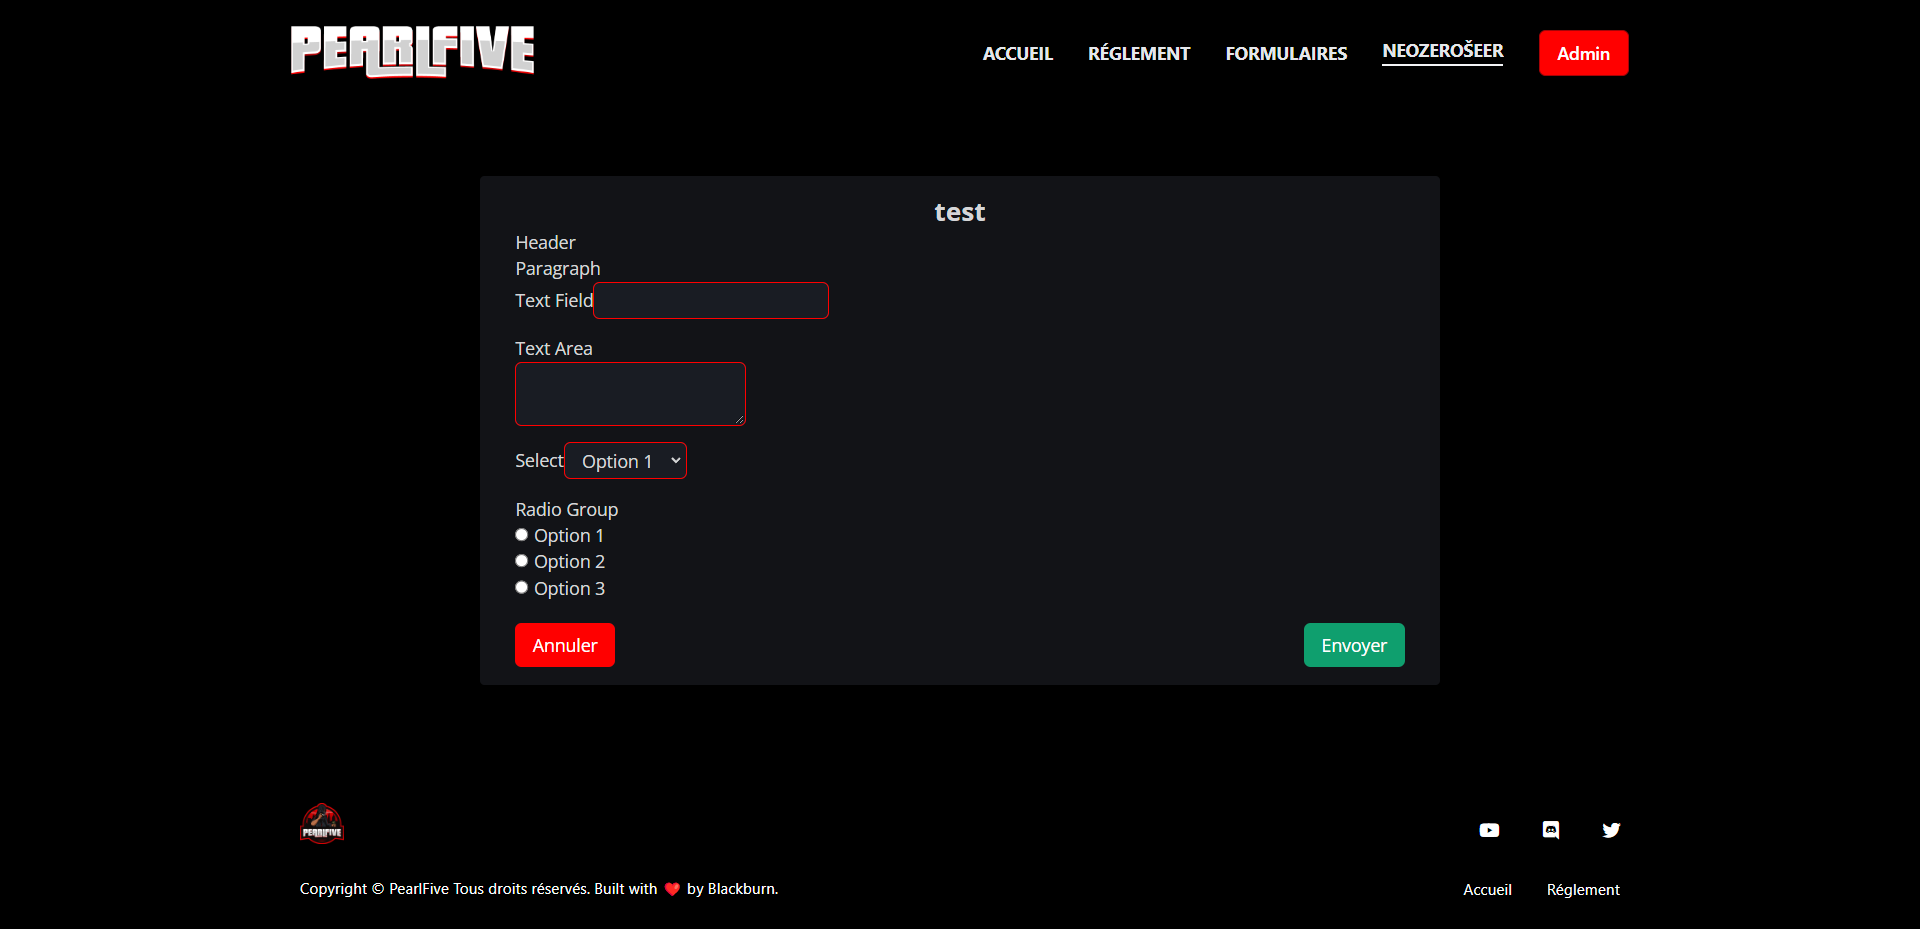 PEARLFIVE
ACCUEIL RÉGLEMENT FORMULAIRES NEOZEROŠEER Admin
test
Header
Paragraph
Text Field
Text Area
Select Option 1
Radio Group
Option 1
Option 2
Option 3
Annuler Envoyer
PEARLFIVE
Copyright © PearlFive Tous droits réservés. Built with ❤️ by Blackburn. Accueil Réglement